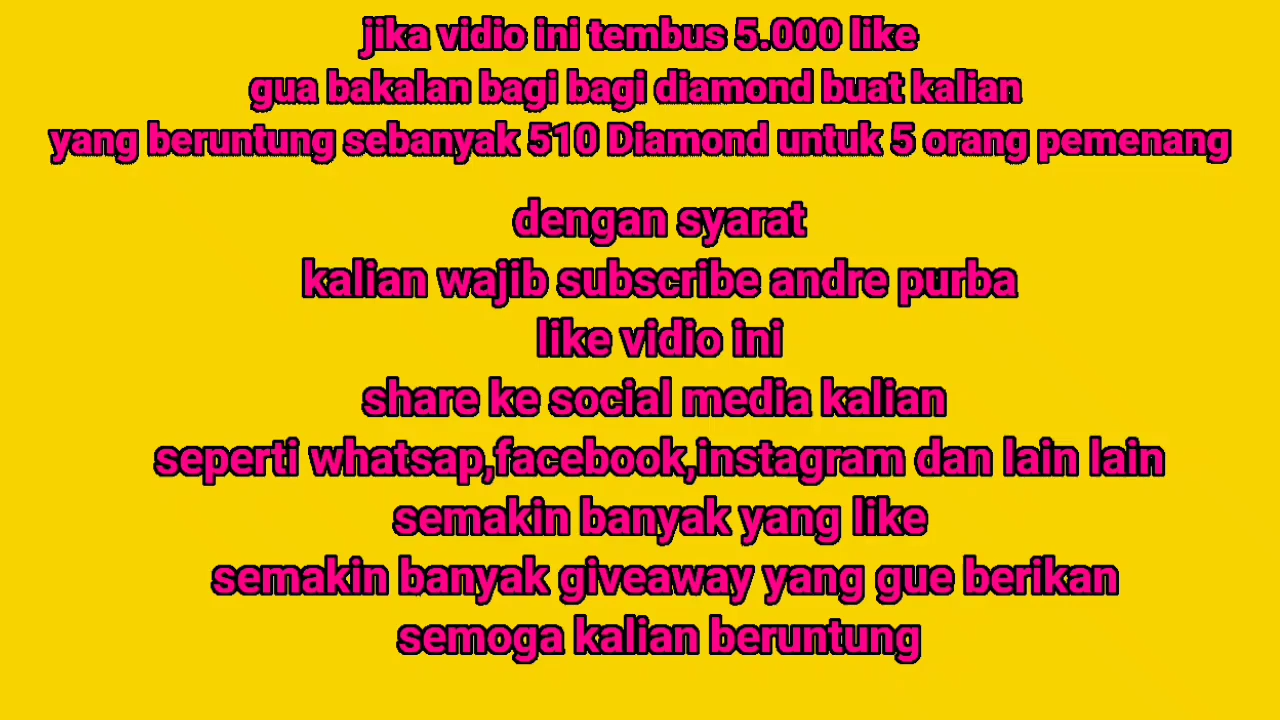 jika vidio ini tembus 5.000 like
gua bakalan bagi bagi diamond buat kalian
yang beruntung sebanyak 510 Diamond untuk 5 orang pemenang
dengan syarat
kalian wajib subscribe andre purba
like vidio ini
share ke social media kalian
seperti whatsap,facebook,instagram dan lain lain
semakin banyak yang like
semakin banyak giveaway yang gue berikan
semoga kalian beruntung